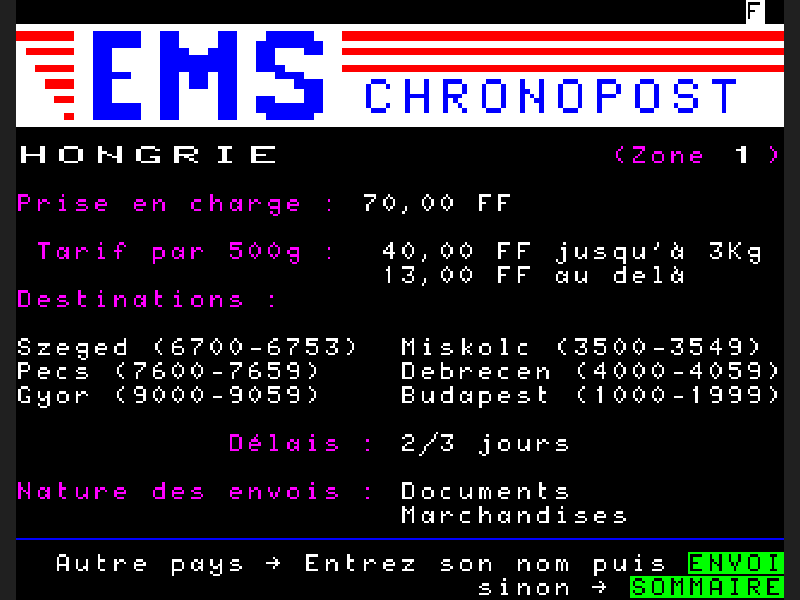 F
EMS CHRONOPOST
HONGRIE (Zone 1 )
Prise en charge : 70,00 FF
Tarif par 500g : 40,00 FF jusqu'à 3Kg
13,00 FF au delà
Destinations :
Szeged (6700-6753) Miskolc (3500-3549)
Pecs (7600-7659) Debrecen (4000-4059)
Gyor (9000-9059) Budapest (1000-1999)
Délais : 2/3 jours
Nature des envois : Documents
Marchandises
Autre pays → Entrez son nom puis ENVOI
sinon → SOMMAIRE